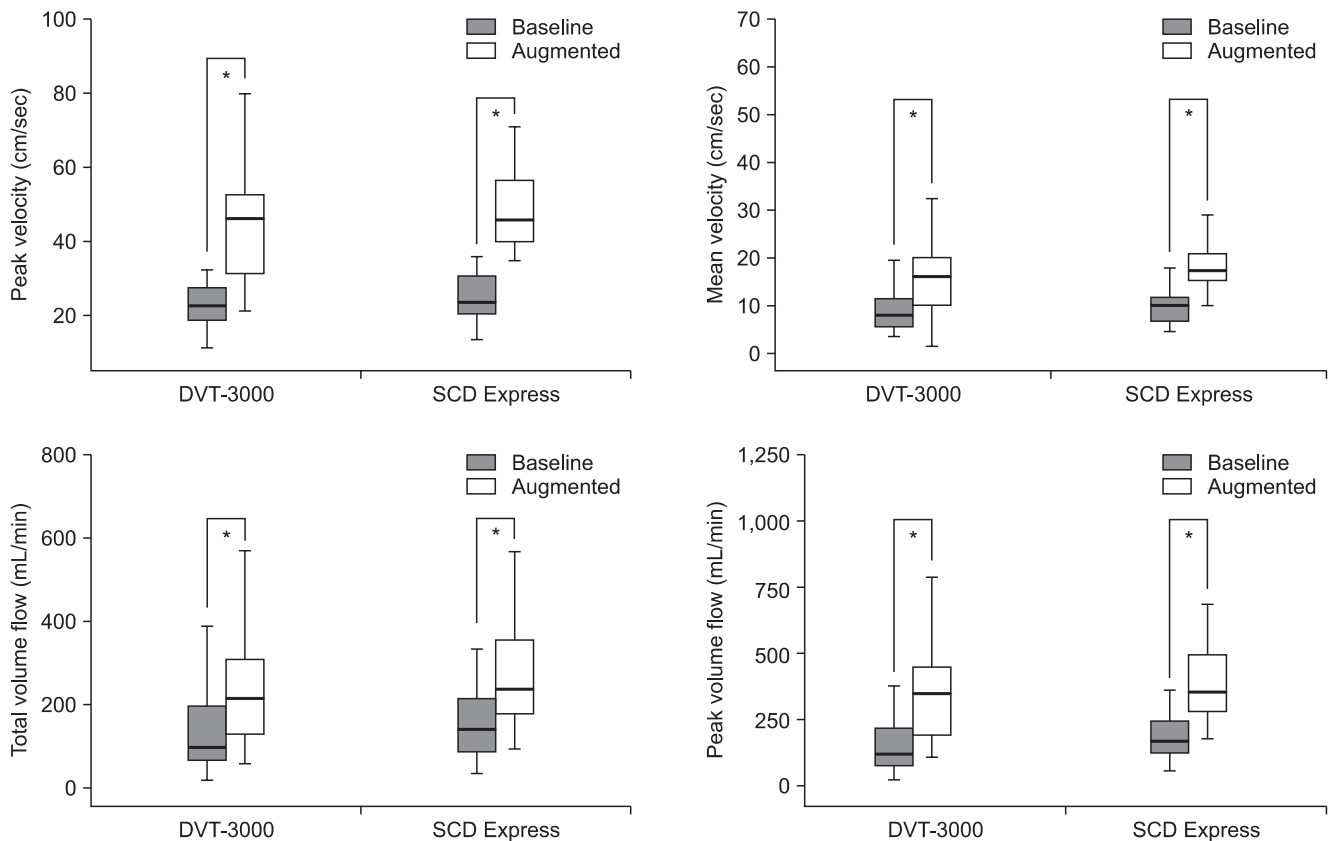 Peak velocity (cm/sec)
100
80
60
40
20
Baseline
Augmented
*
*
DVT-3000
SCD Express
Mean velocity (cm/sec)
70
60
50
40
30
20
10
0
Baseline
Augmented
*
*
DVT-3000
SCD Express
Total volume flow (mL/min)
800
600
400
200
0
Baseline
Augmented
*
*
DVT-3000
SCD Express
Peak volume flow (mL/min)
1,250
1,000
750
500
250
0
Baseline
Augmented
*
*
DVT-3000
SCD Express